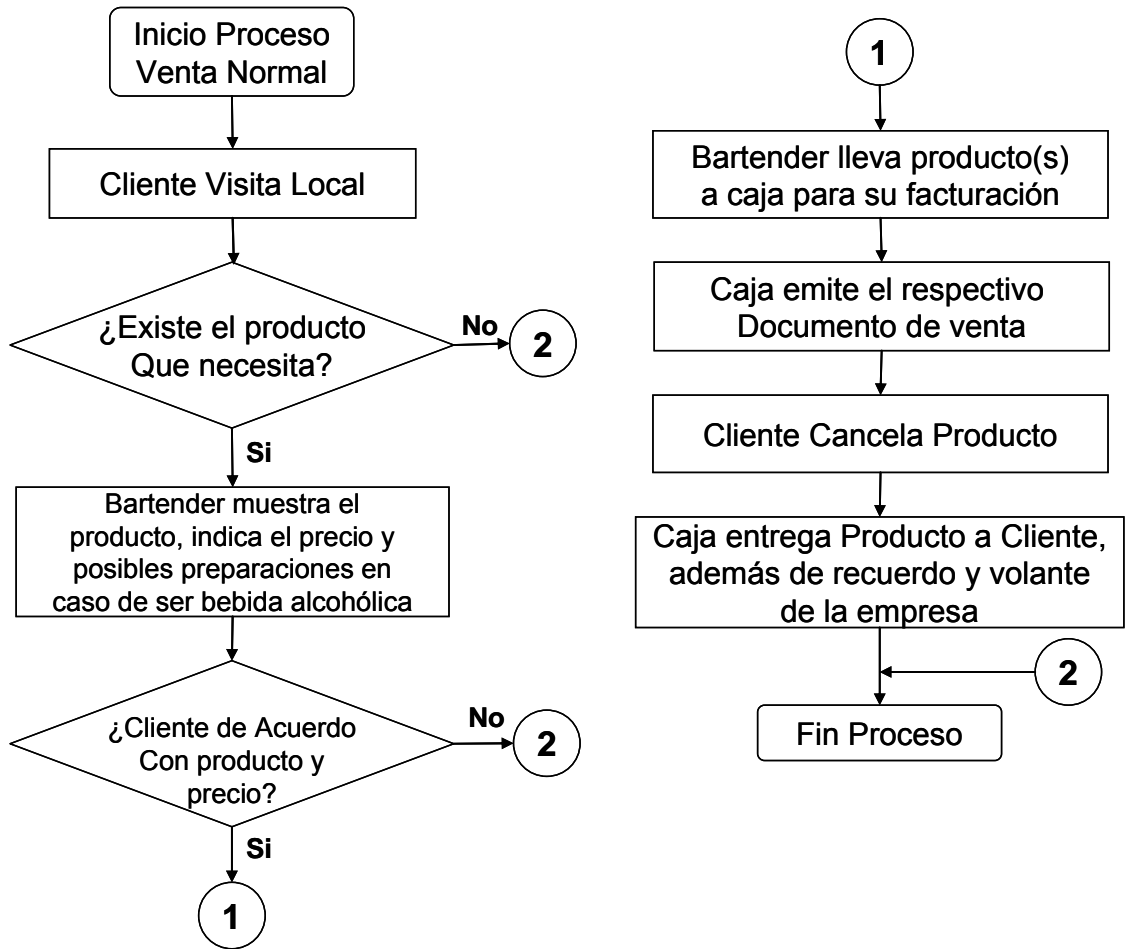 Inicio Proceso
Venta Normal
Cliente Visita Local
¿Existe el producto
Que necesita?
No
2
Si
Bartender muestra el
producto, indica el precio y
posibles preparaciones en
caso de ser bebida alcohólica
¿Cliente de Acuerdo
Con producto y
precio?
No
2
Si
1
1
Bartender lleva producto(s)
a caja para su facturación
Caja emite el respectivo
Documento de venta
Cliente Cancela Producto
Caja entrega Producto a Cliente,
además de recuerdo y volante
de la empresa
2
Fin Proceso